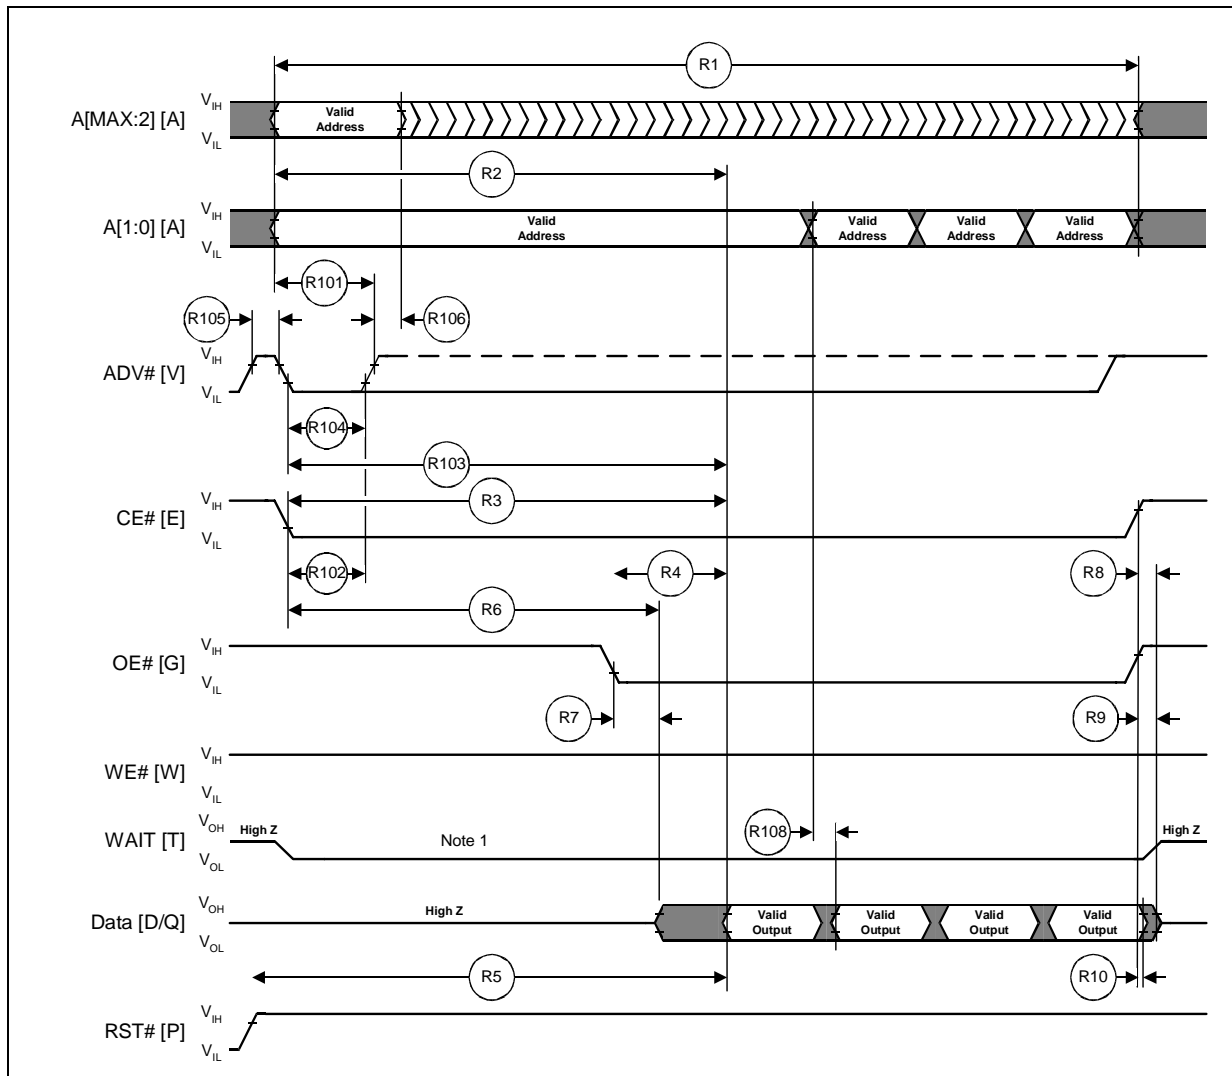 R1
V_IH
A[MAX:2] [A]
Valid
Address
V_IL
R2
V_IH
A[1:0] [A]
Valid
Address
Valid
Address
Valid
Address
Valid
Address
V_IL
R101
R105
R106
V_IH
ADV# [V]
V_IL
R104
R103
V_IH
R3
CE# [E]
V_IL
R102
R4
R8
R6
V_IH
OE# [G]
V_IL
R7
R9
V_IH
WE# [W]
V_IL
V_OH
High Z
WAIT [T]
Note 1
R108
High Z
V_OL
V_OH
High Z
Data [D/Q]
Valid
Output
Valid
Output
Valid
Output
Valid
Output
V_OL
R5
R10
V_IH
RST# [P]
V_IL